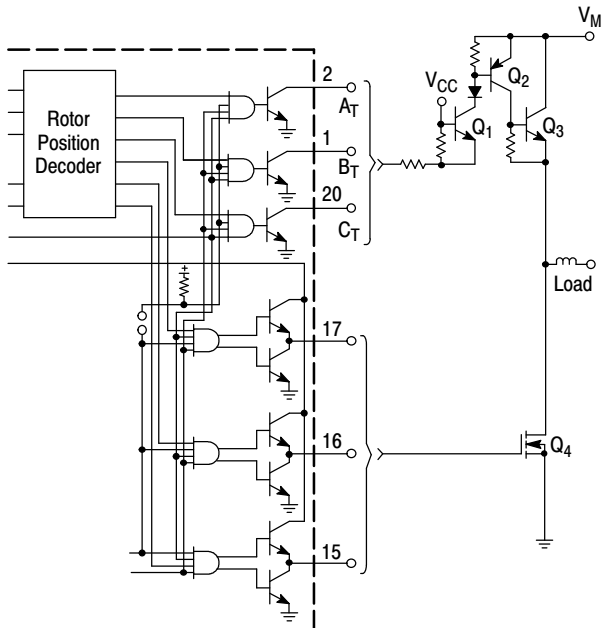 Rotor
Position
Decoder
2
A_T
1
B_T
20
C_T
17
16
15
V_M
V_CC
Q_1
Q_2
Q_3
Load
Q_4